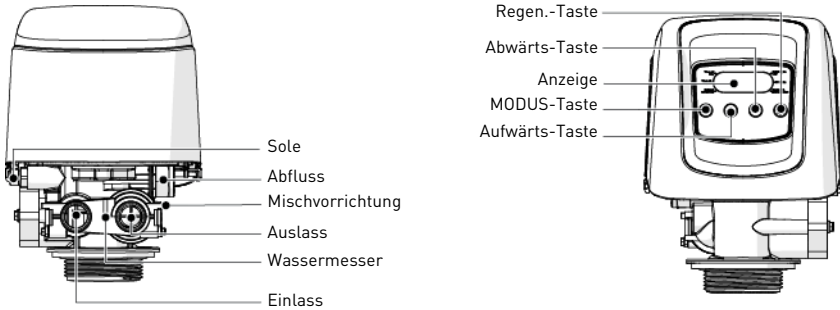 Sole
Abfluss
Mischvorrichtung
Auslass
Wassermesser
Einlass
Regen.-Taste
Abwärts-Taste
Anzeige
MODUS-Taste
Aufwärts-Taste